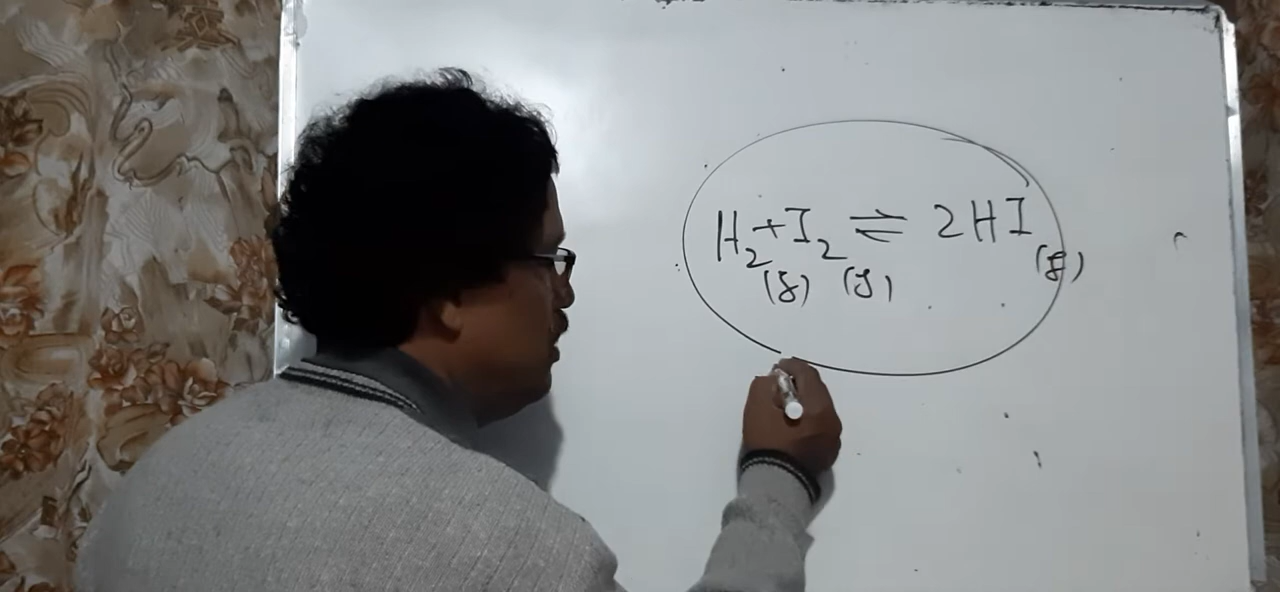 H₂ + I₂ ⇌ 2HI
(g) (g) (g)